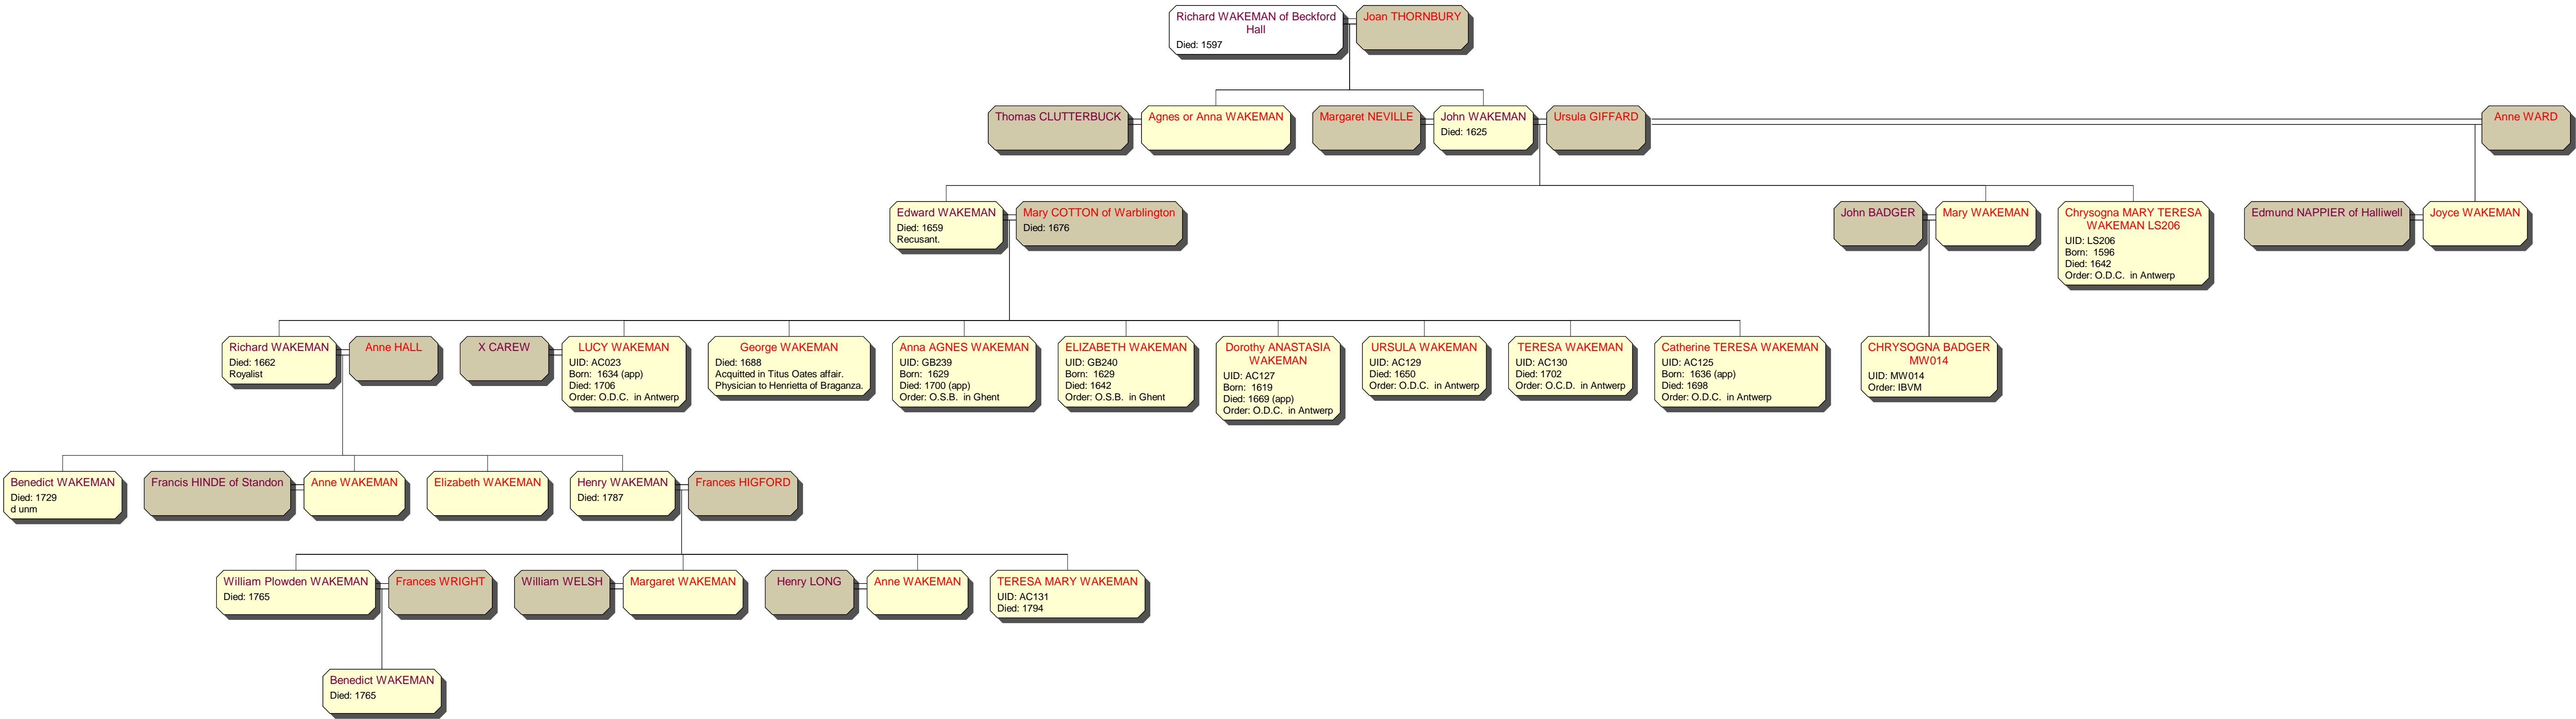 Richard WAKEMAN of Beckford
Hall
Died: 1597
Joan THORNBURY
Thomas CLUTTERBUCK
Agnes or Anna WAKEMAN
Margaret NEVILLE
John WAKEMAN
Died: 1625
Ursula GIFFARD
Anne WARD
Edward WAKEMAN
Died: 1659
Recusant.
Mary COTTON of Warblington
Died: 1676
John BADGER
Mary WAKEMAN
Chrysogna MARY TERESA
WAKEMAN LS206
UID: LS206
Born:  1596
Died: 1642
Order: O.D.C.  in Antwerp
Edmund NAPPIER of Halliwell
Joyce WAKEMAN
Richard WAKEMAN
Died: 1662
Royalist
Anne HALL
X CAREW
LUCY WAKEMAN
UID: AC023
Born:  1634 (app)
Died: 1706
Order: O.D.C.  in Antwerp
George WAKEMAN
Died: 1688
Acquitted in Titus Oates affair.
Physician to Henrietta of Braganza.
Anna AGNES WAKEMAN
UID: GB239
Born:  1629
Died: 1700 (app)
Order: O.S.B.  in Ghent
ELIZABETH WAKEMAN
UID: GB240
Born:  1629
Died: 1642
Order: O.S.B.  in Ghent
Dorothy ANASTASIA
WAKEMAN
UID: AC127
Born:  1619
Died: 1669 (app)
Order: O.D.C.  in Antwerp
URSULA WAKEMAN
UID: AC129
Died: 1650
Order: O.D.C.  in Antwerp
TERESA WAKEMAN
UID: AC130
Died: 1702
Order: O.C.D.  in Antwerp
Catherine TERESA WAKEMAN
UID: AC125
Born:  1636 (app)
Died: 1698
Order: O.D.C.  in Antwerp
CHRYSOGNA BADGER
MW014
UID: MW014
Order: IBVM
Benedict WAKEMAN
Died: 1729
d unm
Francis HINDE of Standon
Anne WAKEMAN
Elizabeth WAKEMAN
Henry WAKEMAN
Died: 1787
Frances HIGFORD
William Plowden WAKEMAN
Died: 1765
Frances WRIGHT
William WELSH
Margaret WAKEMAN
Henry LONG
Anne WAKEMAN
TERESA MARY WAKEMAN
UID: AC131
Died: 1794
Benedict WAKEMAN
Died: 1765